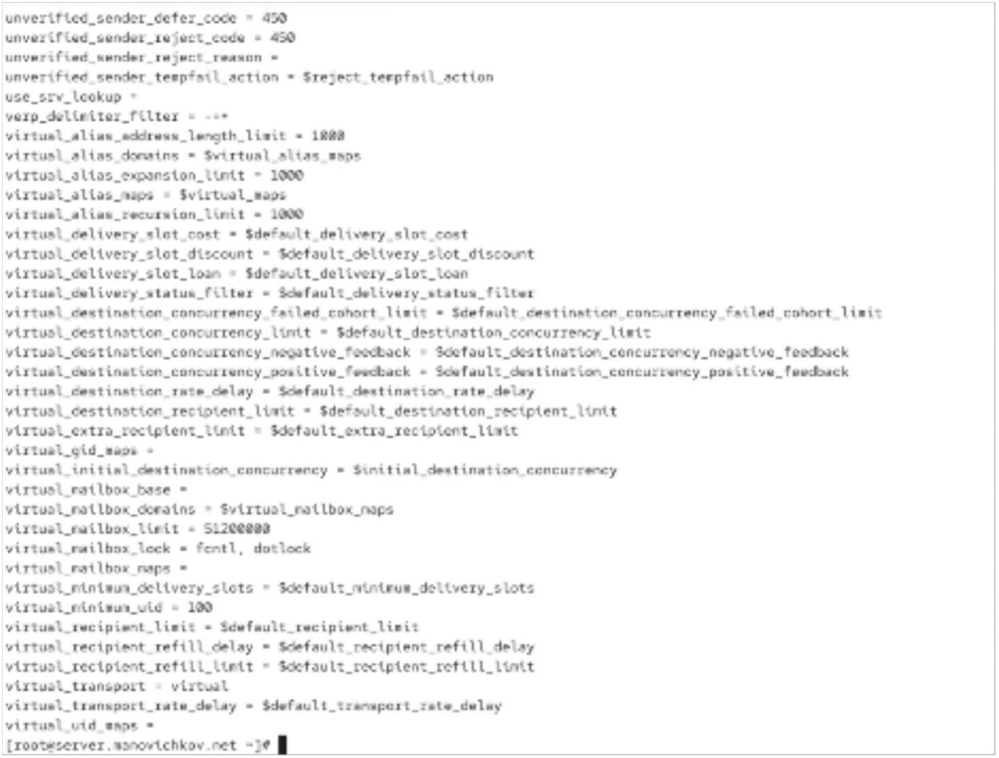 unverified_sender_defer_code = 450
unverified_sender_reject_code = 450
unverified_sender_reject_reason =
unverified_sender_tempfail_action = $reject_tempfail_action
use_srv_lookup =
verp_delimiter_filter = -=+
virtual_alias_address_length_limit = 1000
virtual_alias_domains = $virtual_alias_maps
virtual_alias_expansion_limit = 1000
virtual_alias_maps = $virtual_maps
virtual_alias_recursion_limit = 1000
virtual_delivery_slot_cost = $default_delivery_slot_cost
virtual_delivery_slot_discount = $default_delivery_slot_discount
virtual_delivery_slot_loan = $default_delivery_slot_loan
virtual_delivery_status_filter = $default_delivery_status_filter
virtual_destination_concurrency_failed_cohort_limit = $default_destination_concurrency_failed_cohort_limit
virtual_destination_concurrency_limit = $default_destination_concurrency_limit
virtual_destination_concurrency_negative_feedback = $default_destination_concurrency_negative_feedback
virtual_destination_concurrency_positive_feedback = $default_destination_concurrency_positive_feedback
virtual_destination_rate_delay = $default_destination_rate_delay
virtual_destination_recipient_limit = $default_destination_recipient_limit
virtual_extra_recipient_limit = $default_extra_recipient_limit
virtual_gid_maps =
virtual_initial_destination_concurrency = $initial_destination_concurrency
virtual_mailbox_base =
virtual_mailbox_domains = $virtual_mailbox_maps
virtual_mailbox_limit = 51200000
virtual_mailbox_lock = fcntl, dotlock
virtual_mailbox_maps =
virtual_minimum_delivery_slots = $default_minimum_delivery_slots
virtual_minimum_uid = 100
virtual_recipient_limit = $default_recipient_limit
virtual_recipient_refill_delay = $default_recipient_refill_delay
virtual_recipient_refill_limit = $default_recipient_refill_limit
virtual_transport = virtual
virtual_transport_rate_delay = $default_transport_rate_delay
virtual_uid_maps =
[root@server.manovichkov.net ~]#